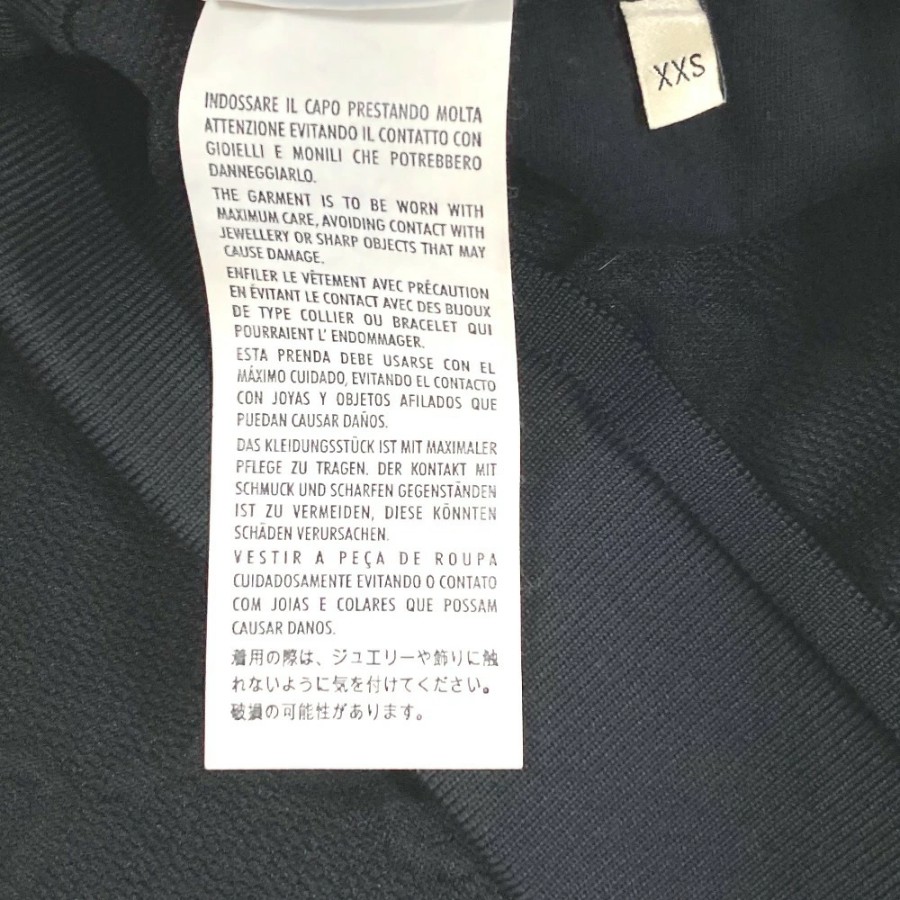 INDOSSARE IL CAPO PRESTANDO MOLTA
ATTENZIONE EVITANDO IL CONTATTO CON
GIOIELLI E MONILI CHE POTREBBERO
DANNEGGIARLO.
THE GARMENT IS TO BE WORN WITH
MAXIMUM CARE, AVOIDING CONTACT WITH
JEWELLERY OR SHARP OBJECTS THAT MAY
CAUSE DAMAGE.
ENFILER LE VÊTEMENT AVEC PRÉCAUTION
EN ÉVITANT LE CONTACT AVEC DES BIJOUX
DE TYPE COLLIER OU BRACELET QUI
POURRAIENT L' ENDOMMAGER.
ESTA PRENDA DEBE USARSE CON EL
MÁXIMO CUIDADO, EVITANDO EL CONTACTO
CON JOYAS Y OBJETOS AFILADOS QUE
PUEDAN CAUSAR DAÑOS.
DAS KLEIDUNGSSTÜCK IST MIT MAXIMALER
PFLEGE ZU TRAGEN. DER KONTAKT MIT
SCHMUCK UND SCHARFEN GEGENSTÄNDEN
IST ZU VERMEIDEN, DIESE KÖNNTEN
SCHÄDEN VERURSACHEN.
VESTIR A PEÇA DE ROUPA
CUIDADOSAMENTE EVITANDO O CONTATO
COM JOIAS E COLARES QUE POSSAM
CAUSAR DANOS.
着用の際は、ジュエリーや飾りに触
れないように気を付けてください。
破損の可能性があります。
XXS